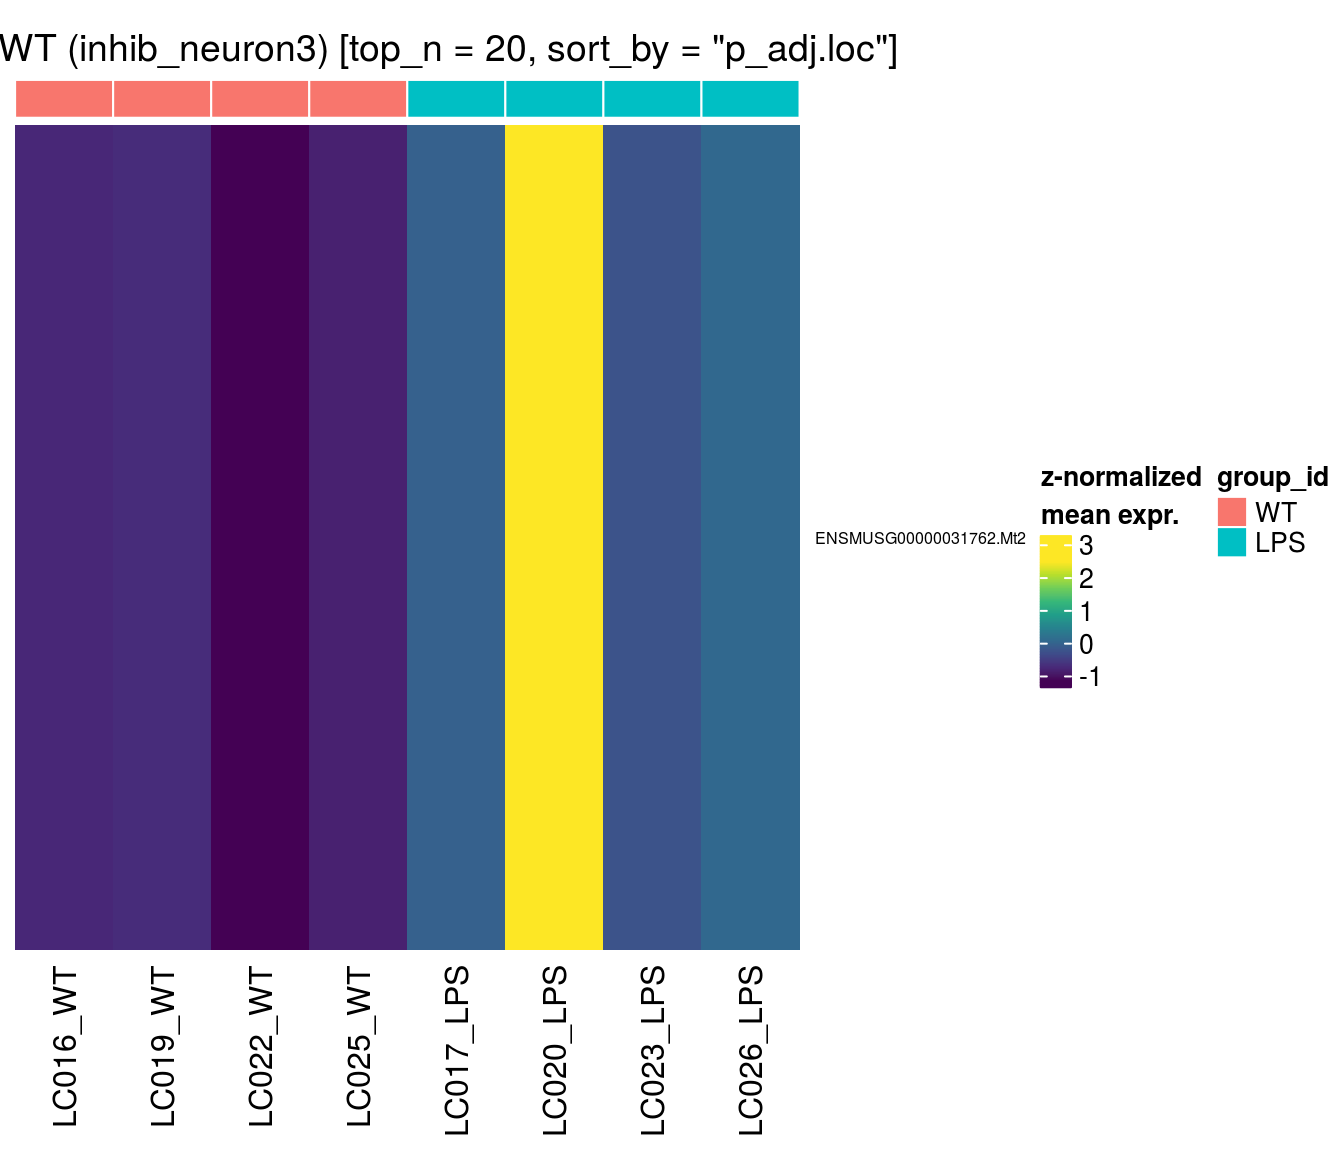 WT (inhib_neuron3) [top_n = 20, sort_by = "p_adj.loc"]
ENSMUSG00000031762.Mt2
z-normalized
mean expr.
3
2
1
0
-1
group_id
WT
LPS
LC016_WT
LC019_WT
LC022_WT
LC025_WT
LC017_LPS
LC020_LPS
LC023_LPS
LC026_LPS